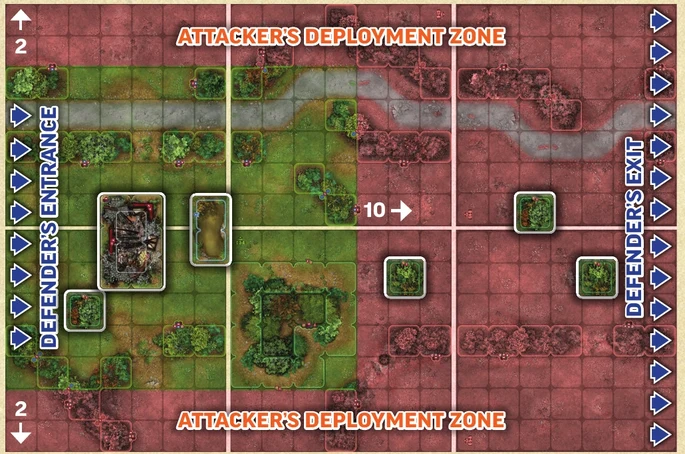 2
ATTACKER'S DEPLOYMENT ZONE
DEFENDER'S ENTRANCE
10
DEFENDER'S EXIT
2
ATTACKER'S DEPLOYMENT ZONE